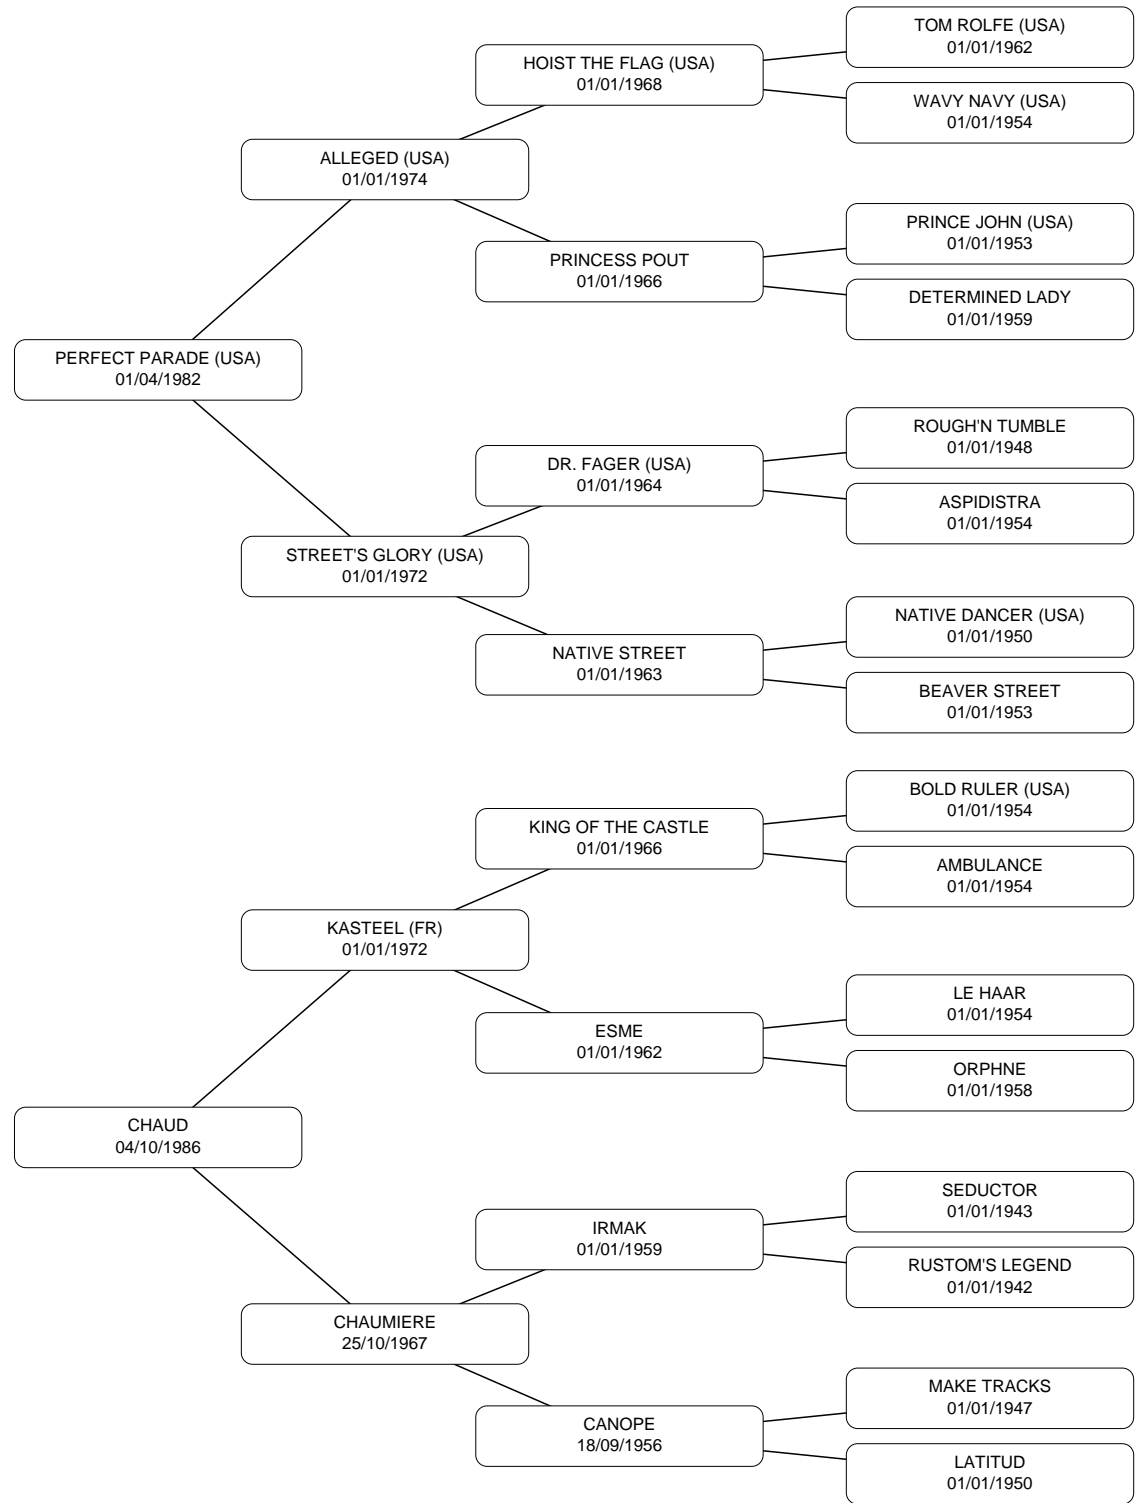 TOM ROLFE (USA)
01/01/1962
HOIST THE FLAG (USA)
01/01/1968
WAVY NAVY (USA)
01/01/1954
ALLEGED (USA)
01/01/1974
PRINCE JOHN (USA)
01/01/1953
PRINCESS POUT
01/01/1966
DETERMINED LADY
01/01/1959
PERFECT PARADE (USA)
01/04/1982
ROUGH'N TUMBLE
01/01/1948
DR. FAGER (USA)
01/01/1964
ASPIDISTRA
01/01/1954
STREET'S GLORY (USA)
01/01/1972
NATIVE DANCER (USA)
01/01/1950
NATIVE STREET
01/01/1963
BEAVER STREET
01/01/1953
BOLD RULER (USA)
01/01/1954
KING OF THE CASTLE
01/01/1966
AMBULANCE
01/01/1954
KASTEEL (FR)
01/01/1972
LE HAAR
01/01/1954
ESME
01/01/1962
ORPHNE
01/01/1958
CHAUD
04/10/1986
SEDUCTOR
01/01/1943
IRMAK
01/01/1959
RUSTOM'S LEGEND
01/01/1942
CHAUMIERE
25/10/1967
MAKE TRACKS
01/01/1947
CANOPE
18/09/1956
LATITUD
01/01/1950